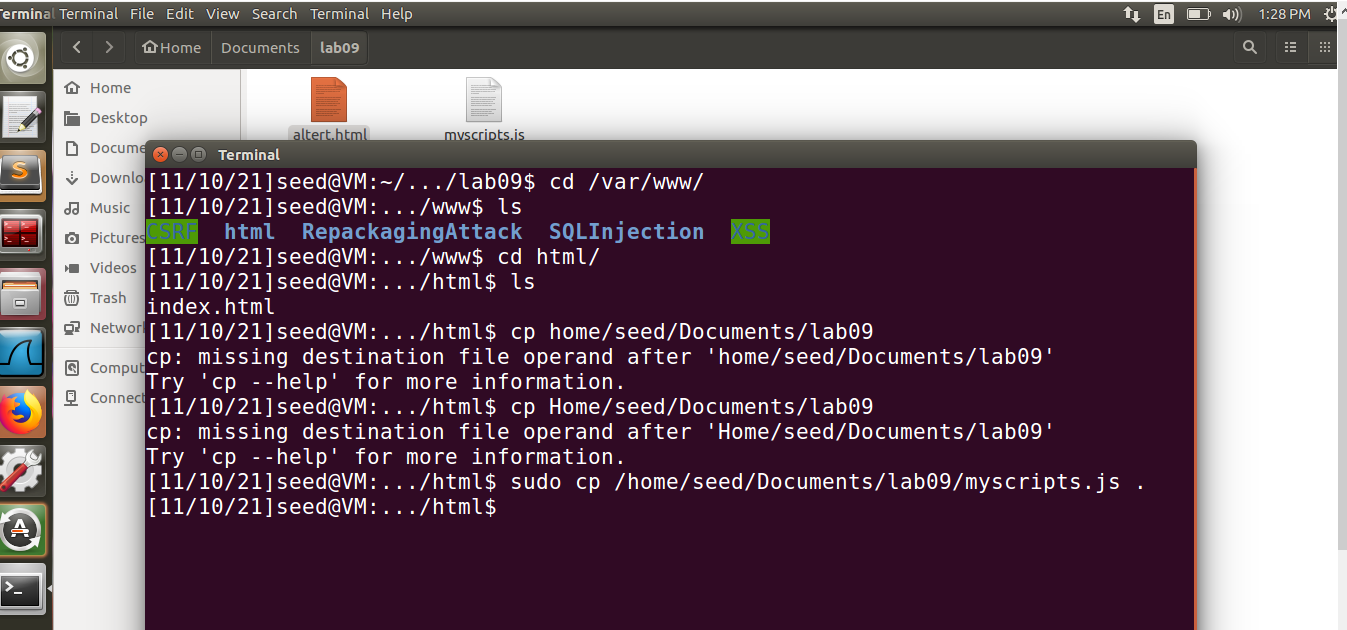 Terminal Terminal File Edit View Search Terminal Help En 1:28 PM
Home Documents lab09
Home
Desktop
Docume
Downlo
Music
Pictures
Videos
Trash
Networ
Comput
Connect
altert.html myscripts.js
Terminal
[11/10/21]seed@VM:~/.../lab09$ cd /var/www/
[11/10/21]seed@VM:.../www$ ls
CSRF html RepackagingAttack SQLInjection XSS
[11/10/21]seed@VM:.../www$ cd html/
[11/10/21]seed@VM:.../html$ ls
index.html
[11/10/21]seed@VM:.../html$ cp home/seed/Documents/lab09
cp: missing destination file operand after 'home/seed/Documents/lab09'
Try 'cp --help' for more information.
[11/10/21]seed@VM:.../html$ cp Home/seed/Documents/lab09
cp: missing destination file operand after 'Home/seed/Documents/lab09'
Try 'cp --help' for more information.
[11/10/21]seed@VM:.../html$ sudo cp /home/seed/Documents/lab09/myscripts.js .
[11/10/21]seed@VM:.../html$